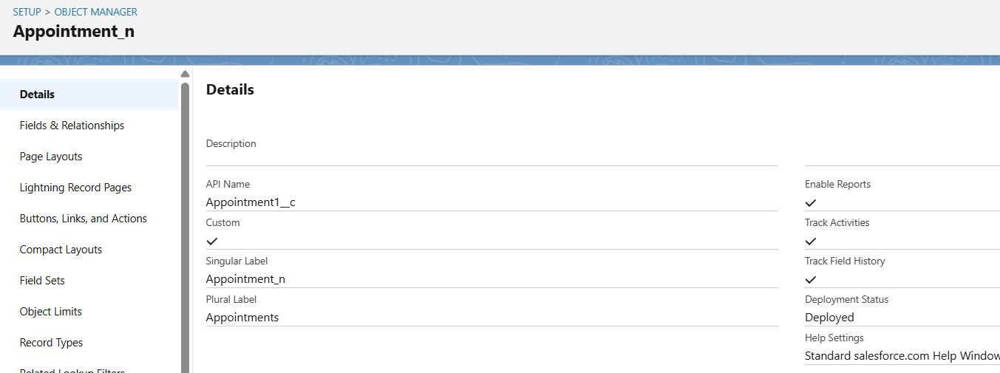 SETUP > OBJECT MANAGER
Appointment_n
Details
Fields & Relationships
Page Layouts
Lightning Record Pages
Buttons, Links, and Actions
Compact Layouts
Field Sets
Object Limits
Record Types
Related Lookup Filters
Details
Description
API Name
Appointment1__c
Custom
Singular Label
Appointment_n
Plural Label
Appointments
Enable Reports
Track Activities
Track Field History
Deployment Status
Deployed
Help Settings
Standard salesforce.com Help Window